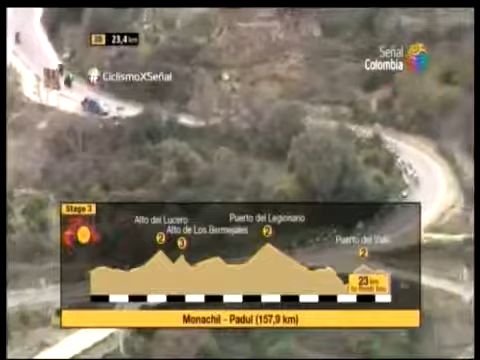 23,4 km
Señal
Colombia
# CiclismoXSeñal
Stage 3
Alto del Lucero
Puerto del Legionario
Alto de Los Bermejales
Puerto del
2
3
2
2
23 km
Monachil - Padul (157,9 km)